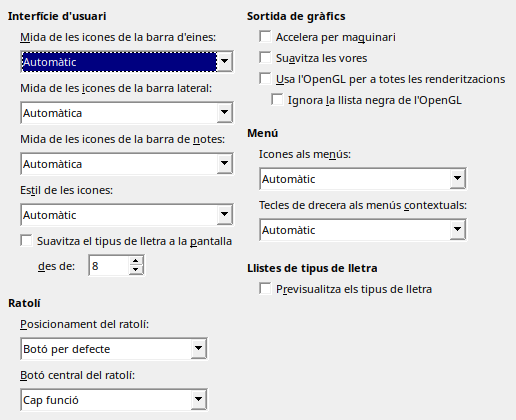 Interfície d'usuari
Mida de les icones de la barra d'eines:
Automàtic
Mida de les icones de la barra lateral:
Automàtica
Mida de les icones de la barra de notes:
Automàtica
Estil de les icones:
Automàtic
Suavitza el tipus de lletra a la pantalla
des de:
8
Ratolí
Posicionament del ratolí:
Botó per defecte
Botó central del ratolí:
Cap funció
Sortida de gràfics
Accelera per maquinari
Suavitza les vores
Usa l'OpenGL per a totes les renderitzacions
Ignora la llista negra de l'OpenGL
Menú
Icones als menús:
Automàtic
Tecles de drecera als menús contextuals:
Automàtic
Llistes de tipus de lletra
Previsualitza els tipus de lletra